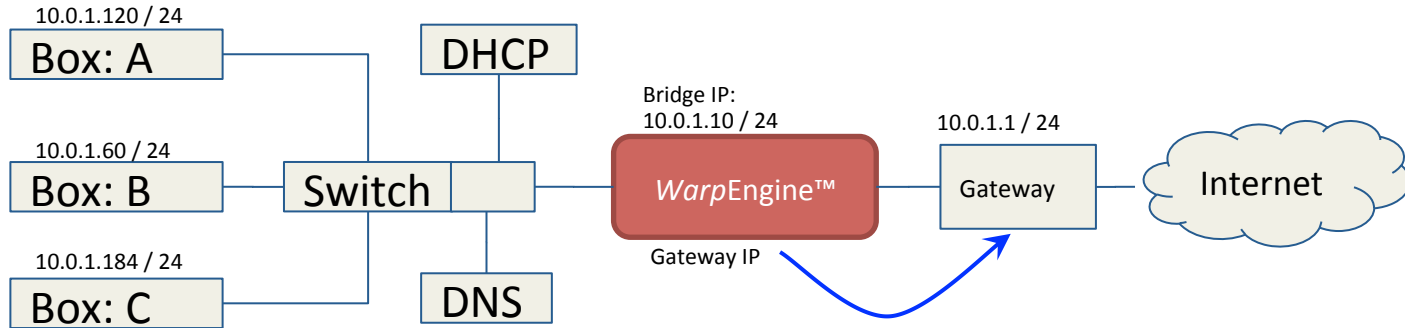 10.0.1.120 / 24
Box: A
10.0.1.60 / 24
Box: B
10.0.1.184 / 24
Box: C
Switch
DHCP
DNS
Bridge IP:
10.0.1.10 / 24
WarpEngine™
Gateway IP
10.0.1.1 / 24
Gateway
Internet